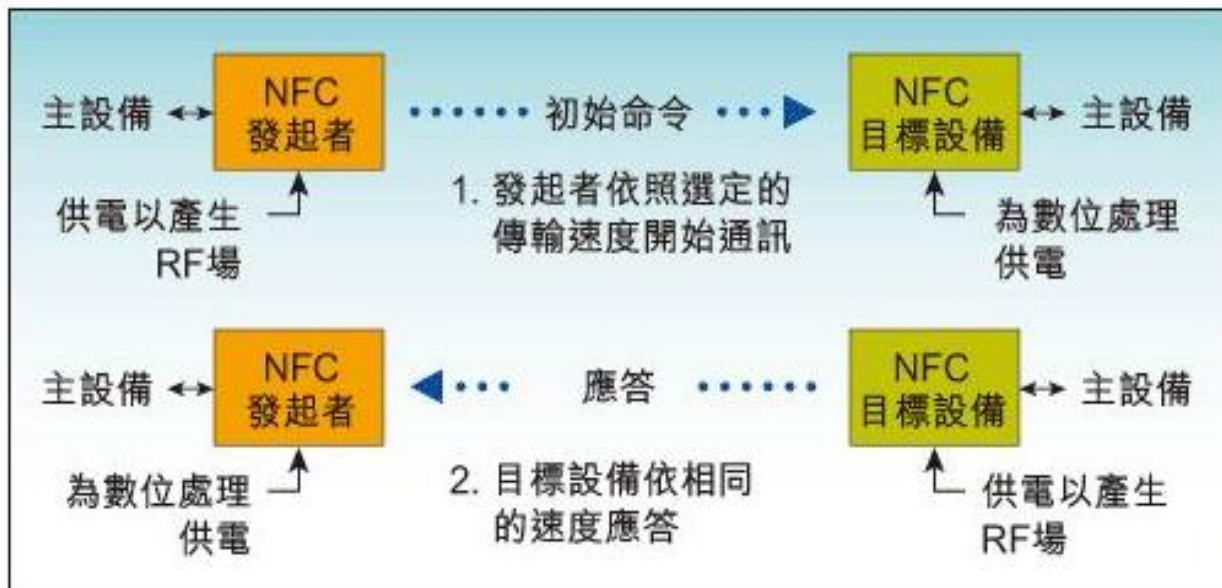 主設備
NFC
發起者
初始命令
NFC
目標設備
主設備
供電以產生
RF場
1. 發起者依照選定的
傳輸速度開始通訊
為數位處理
供電
主設備
NFC
發起者
應答
NFC
目標設備
主設備
為數位處理
供電
2. 目標設備依相同
的速度應答
供電以產生
RF場